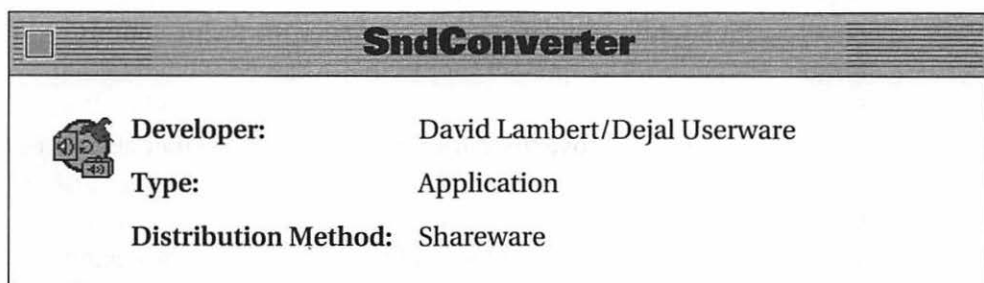 SndConverter
Developer: David Lambert/Dejal Userware
Type: Application
Distribution Method: Shareware